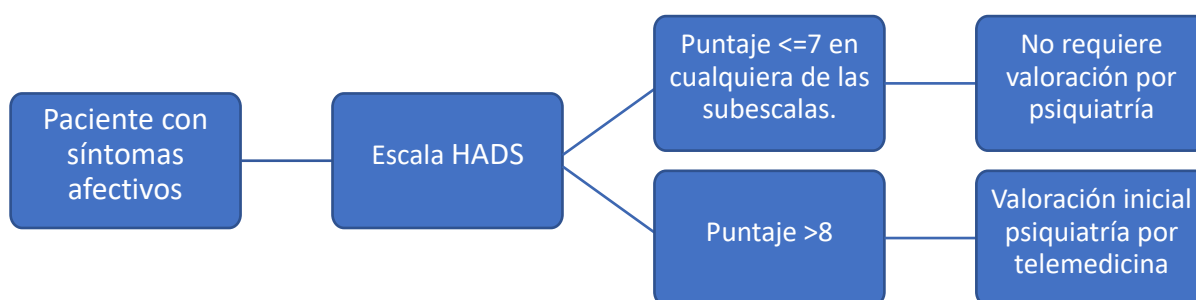 Paciente con
síntomas
afectivos
Escala HADS
Puntaje <=7 en
cualquiera de las
subescalas.
No requiere
valoración por
psiquiatría
Puntaje >8
Valoración inicial
psiquiatría por
telemedicina